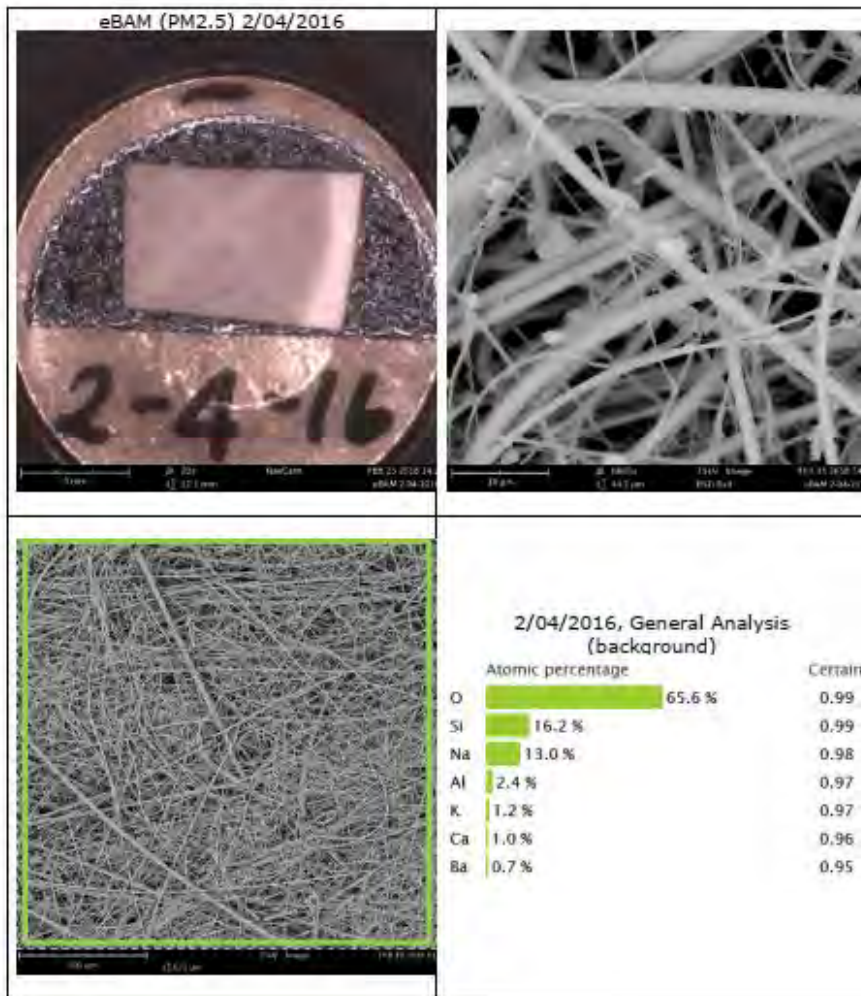 eBAM (PM2.5) 2/04/2016
2-4-16
2/04/2016, General Analysis
(background)
Atomic percentage Certain
O 65.6 % 0.99
Si 16.2 % 0.99
Na 13.0 % 0.98
Al 2.4 % 0.97
K 1.2 % 0.97
Ca 1.0 % 0.96
Ba 0.7 % 0.95